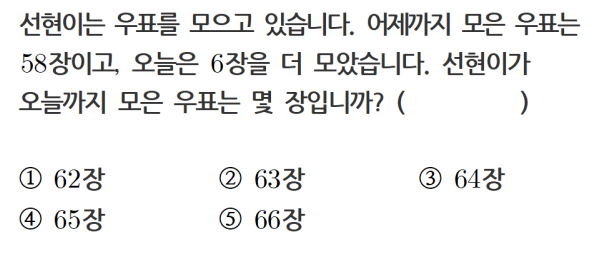 선현이는 우표를 모으고 있습니다. 어제까지 모은 우표는
58장이고, 오늘은 6장을 더 모았습니다. 선현이가
오늘까지 모은 우표는 몇 장입니까? (          )
① 62장 ② 63장 ③ 64장
④ 65장 ⑤ 66장